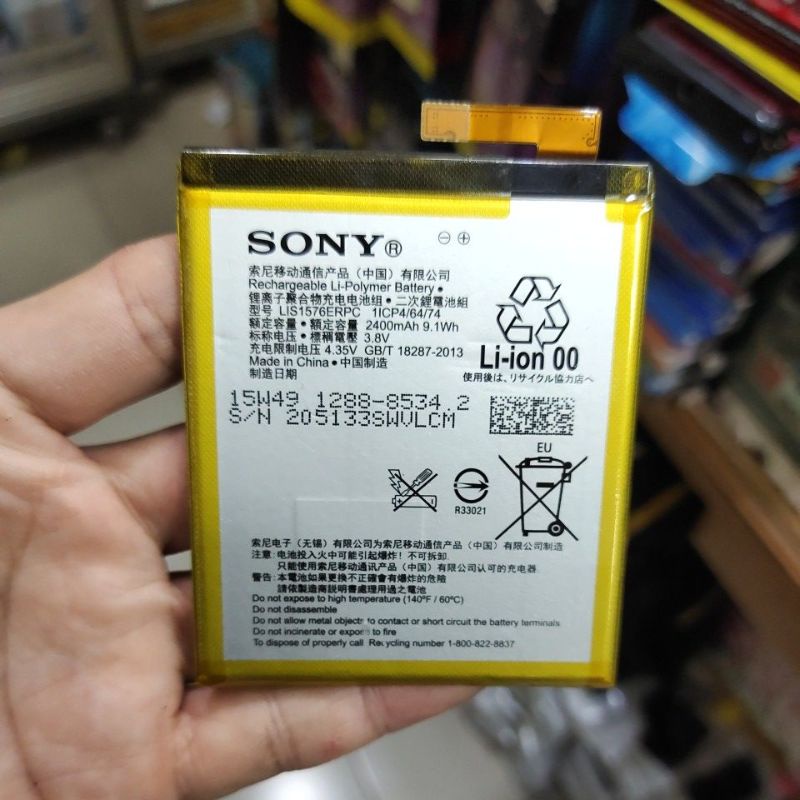 SONY® ⊖⊕
索尼移动通信产品（中国）有限公司
Rechargeable Li-Polymer Battery •
锂离子聚合物充电电池组 • 二次鋰電池組
型号 LIS1576ERPC 1ICP4/64/74
额定容量 • 額定容量 2400mAh 9.1Wh
标称电压 • 標稱電壓 3.8V
充电限制电压 4.35V GB/T 18287-2013
Made in China • 中国制造
制造日期
Li-ion 00
使用後は、リサイクル協力店へ
15W49 1288-8534.2
S/N 205133SWVLCM
EU
R33021
索尼电子（无锡）有限公司为索尼移动通信产品（中国）有限公司制造
注意: 电池投入火中可能引起爆炸! 不可拆卸.
只能使用索尼移动通讯产品（中国）有限公司认可的充电器.
警告: 本電池如果更換不正確會有爆炸的危險
請依製造商說明書處理用過之電池
Do not expose to high temperature (140°F / 60°C)
Do not disassemble
Do not allow metal objects to contact or short circuit the battery terminals
Do not incinerate or expose to fire
To dispose of properly call Recycling number 1-800-822-8837